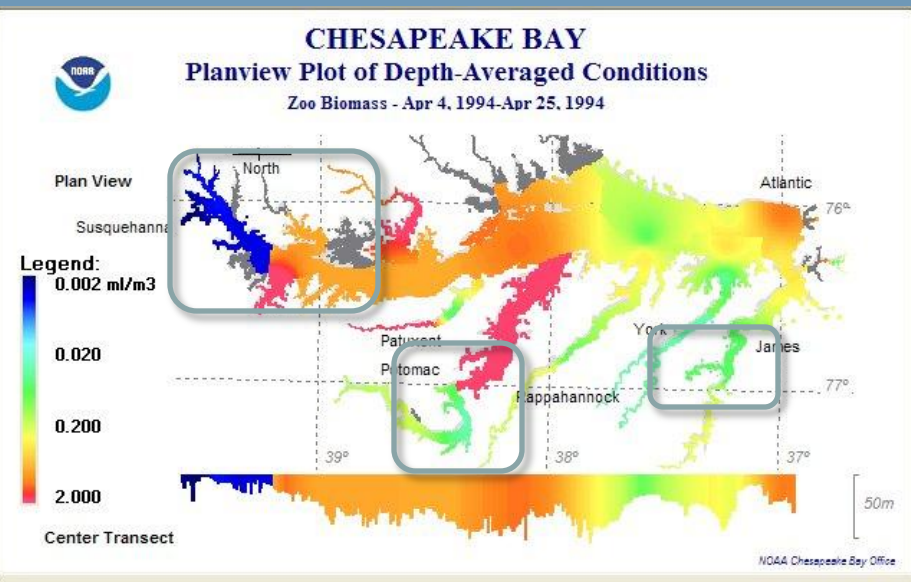 CHESAPEAKE BAY
Planview Plot of Depth-Averaged Conditions
Zoo Biomass - Apr 4, 1994-Apr 25, 1994
NOAA
North
Plan View
Atlantic
76°
Susquehanna
Legend:
0.002 ml/m3
0.020
0.200
2.000
York
James
Patuxent
Potomac
77°
Rappahannock
39°
38°
37°
50m
Center Transect
NOAA Chesapeake Bay Office